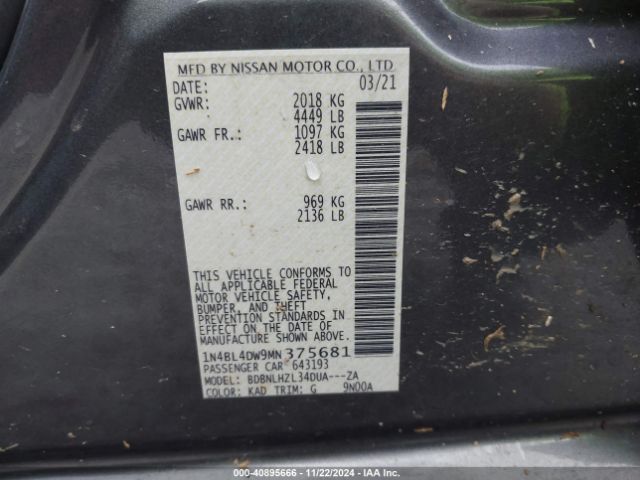 MFD BY NISSAN MOTOR CO., LTD.
DATE: 03/21
GVWR: 2018 KG
4449 LB
GAWR FR.: 1097 KG
2418 LB
GAWR RR.: 969 KG
2136 LB
THIS VEHICLE CONFORMS TO
ALL APPLICABLE FEDERAL
MOTOR VEHICLE SAFETY,
BUMPER, AND THEFT
PREVENTION STANDARDS IN
EFFECT ON THE DATE OF
MANUFACTURE SHOWN ABOVE.
1N4BL4DW9MN375681
PASSENGER CAR 643193
MODEL: BDBNLHZL34DUA---ZA
COLOR: KAD TRIM: G 9N00A
000-40895666 - 11/22/2024 - IAA Inc.